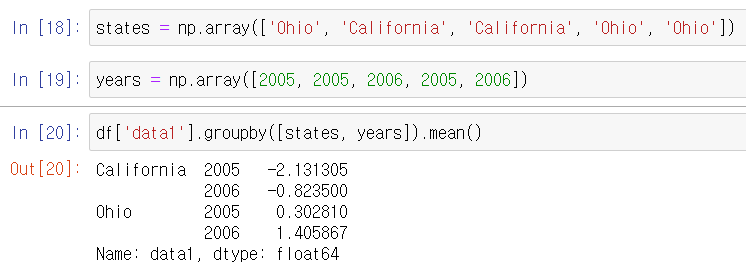 In [18]: states = np.array(['Ohio', 'California', 'California', 'Ohio', 'Ohio'])
In [19]: years = np.array([2005, 2005, 2006, 2005, 2006])
In [20]: df['data1'].groupby([states, years]).mean()
Out[20]: California  2005   -2.131305
2006   -0.823500
Ohio        2005    0.302810
2006    1.405867
Name: data1, dtype: float64